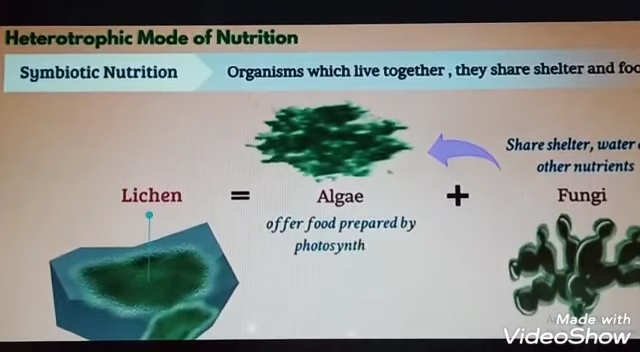 Heterotrophic Mode of Nutrition
Symbiotic Nutrition
Organisms which live together , they share shelter and
Share shelter, water
other nutrients
Lichen = Algae + Fungi
offer food prepared by
photosynth
Made with
VideoShow